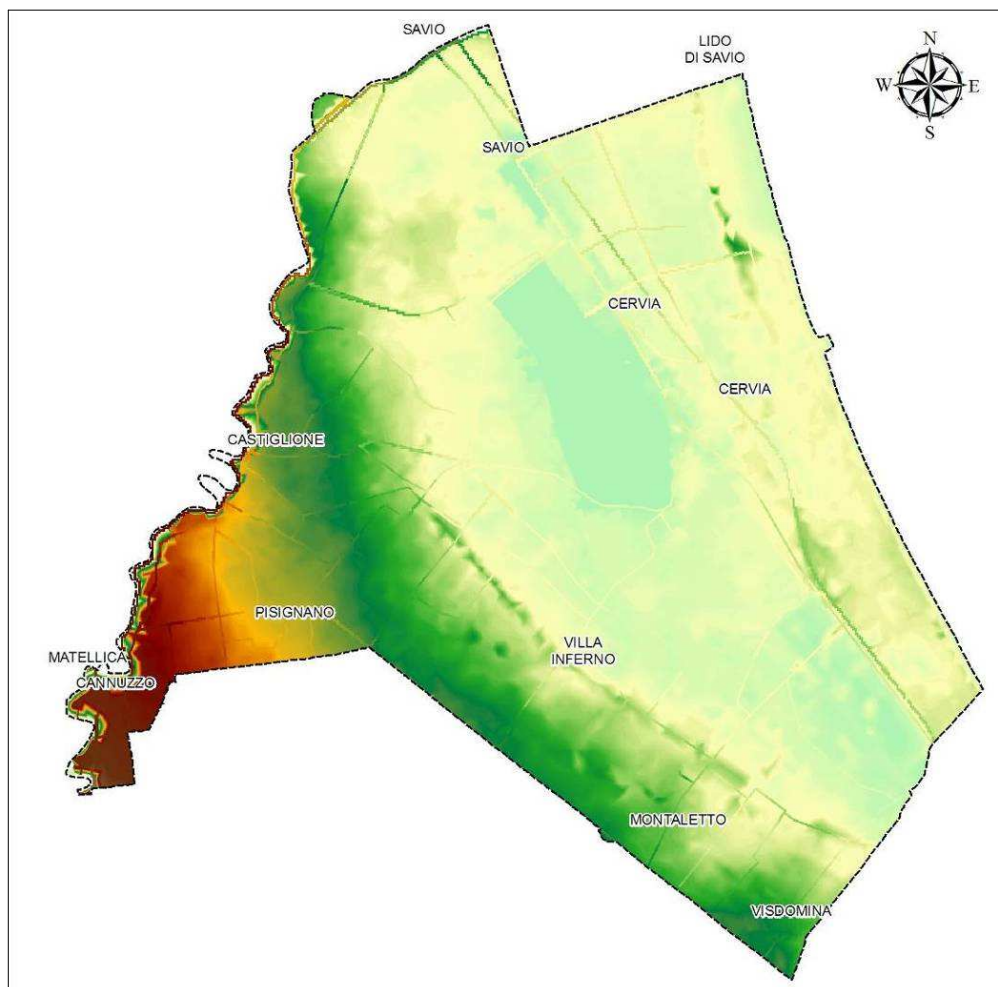 SAVIO
LIDO
DI SAVIO
N
W
E
S
SAVIO
CERVIA
CERVIA
CASTIGLIONE
PISIGNANO
MATELLICA
CANNUZZO
VILLA
INFERNO
MONTALETTO
VISDOMINA